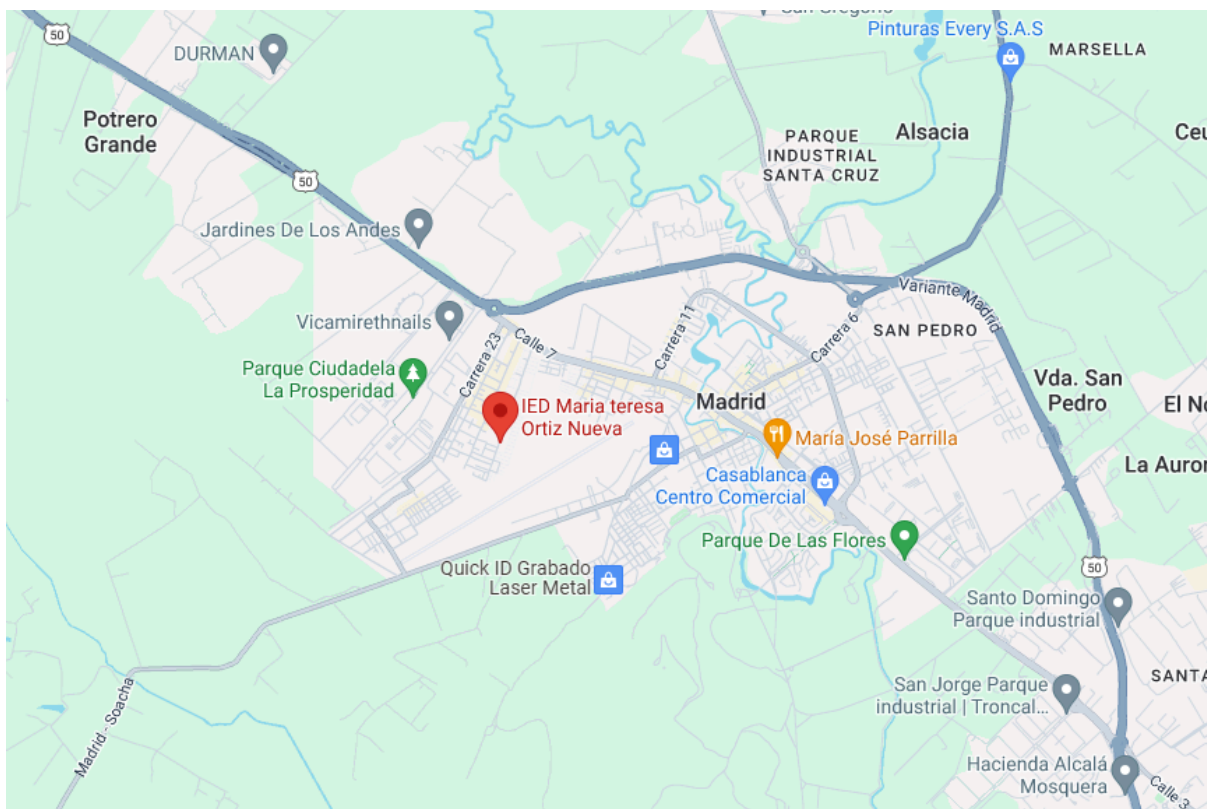 San Gregorio
50
Pinturas Every S.A.S
MARSELLA
DURMAN
Potrero
Grande
PARQUE
INDUSTRIAL
SANTA CRUZ
Alsacia
Ceu
50
Jardines De Los Andes
Variante Madrid
Vicamirethnails
Carrera 23
Calle 7
Carrera 11
Carrera 6
SAN PEDRO
Parque Ciudadela
La Prosperidad
Vda. San
Pedro
El No
IED Maria teresa
Ortiz Nueva
Madrid
María José Parrilla
La Auror
Casablanca
Centro Comercial
Parque De Las Flores
Quick ID Grabado
Laser Metal
50
Santo Domingo
Parque industrial
SANTA
San Jorge Parque
industrial | Troncal...
Madrid - Soacha
Hacienda Alcalá
Mosquera
Calle 3